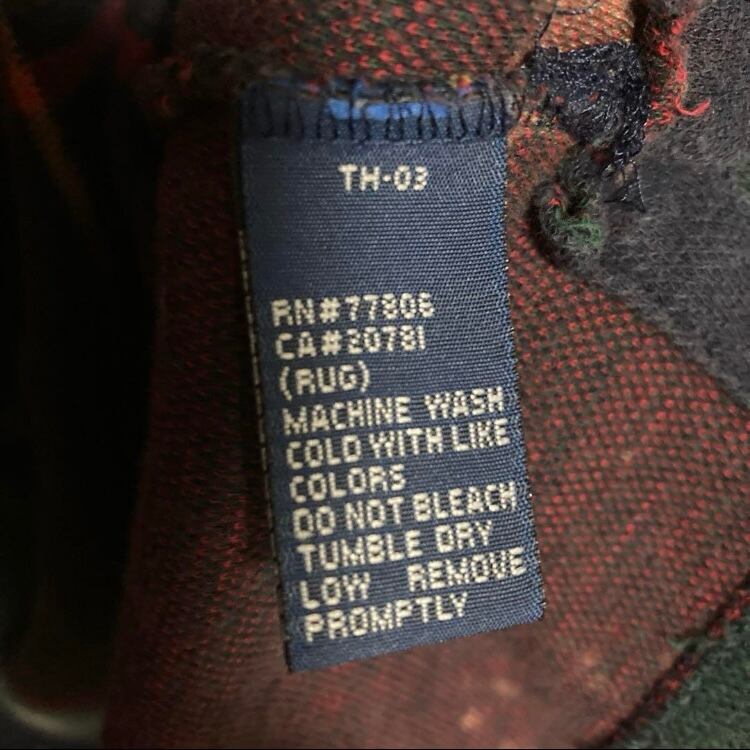 TH-03
RN#77806
CA#20781
(RUG)
MACHINE WASH
COLD WITH LIKE
COLORS
DO NOT BLEACH
TUMBLE DRY
LOW REMOVE
PROMPTLY